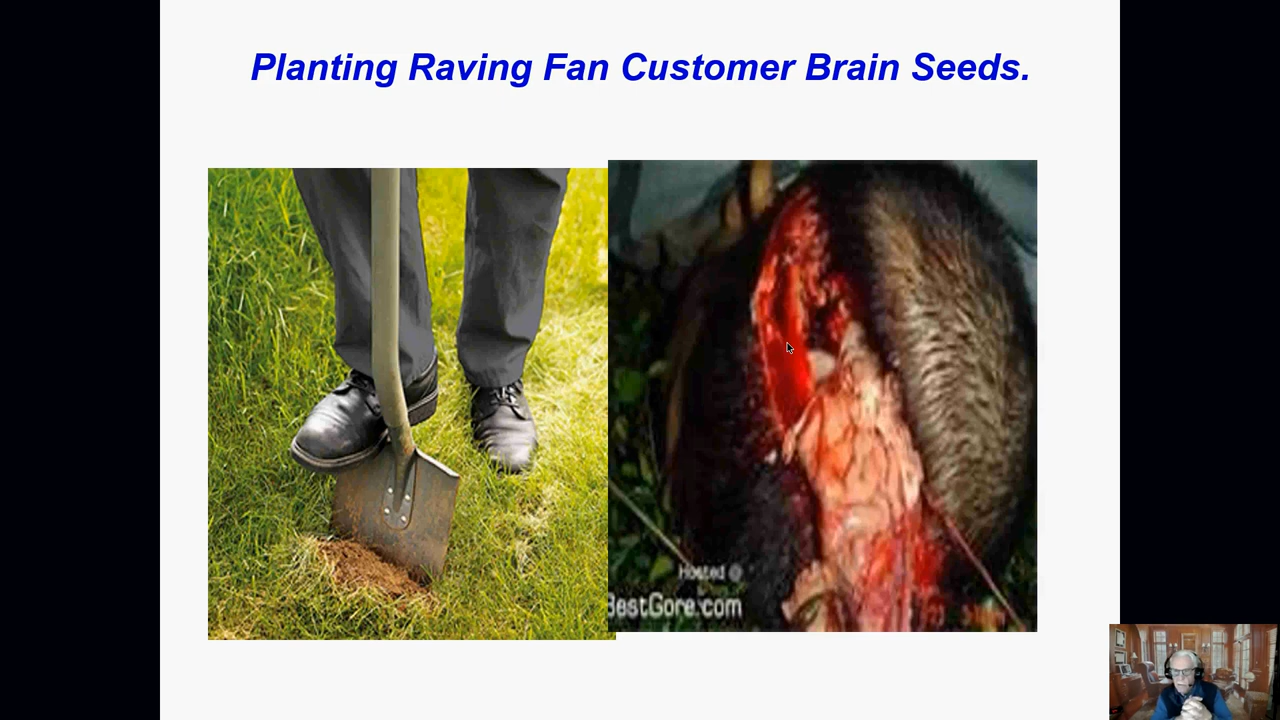 Planting Raving Fan Customer Brain Seeds.
Hosted @
BestGore.com